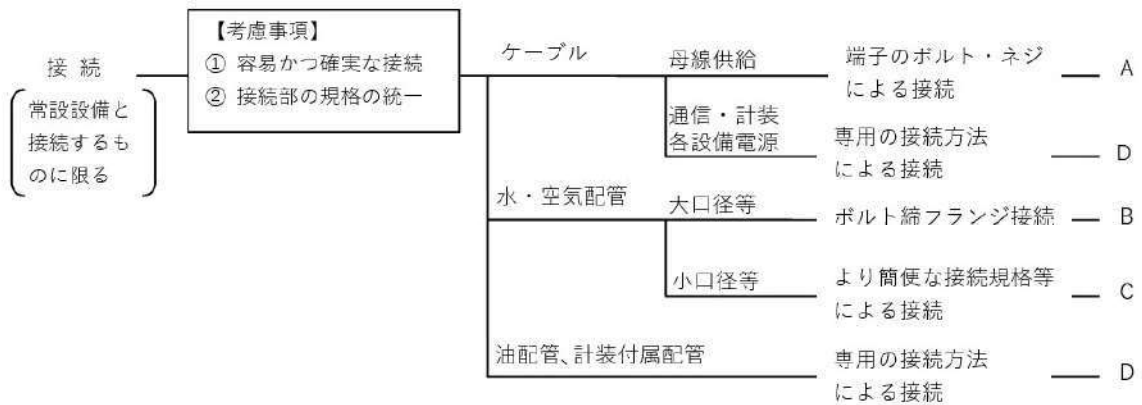 接 続
常設設備と
接続するも
のに限る
【考慮事項】
① 容易かつ確実な接続
② 接続部の規格の統一
ケーブル
母線供給
端子のボルト・ネジ
による接続
A
通信・計装
各設備電源
専用の接続方法
による接続
D
水・空気配管
大口径等
ボルト締フランジ接続
B
小口径等
より簡便な接続規格等
による接続
C
油配管、計装付属配管
専用の接続方法
による接続
D